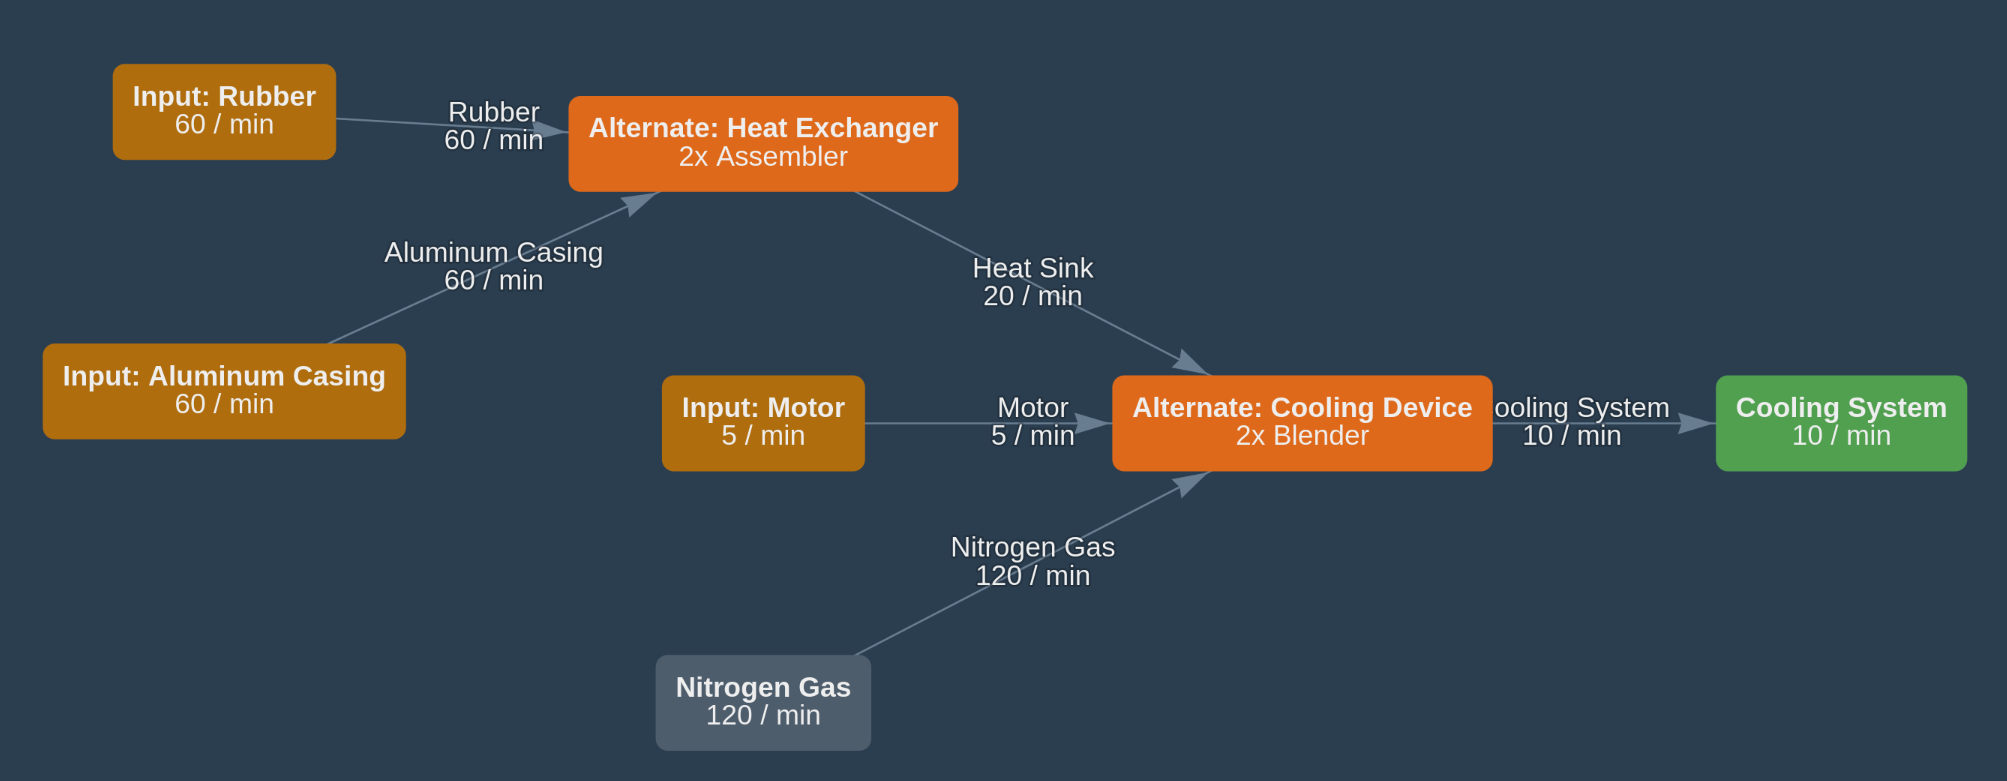 Input: Rubber
60 / min
Rubber
60 / min
Alternate: Heat Exchanger
2x Assembler
Aluminum Casing
60 / min
Heat Sink
20 / min
Input: Aluminum Casing
60 / min
Input: Motor
5 / min
Motor
5 / min
Alternate: Cooling Device
2x Blender
ooling System
10 / min
Cooling System
10 / min
Nitrogen Gas
120 / min
Nitrogen Gas
120 / min